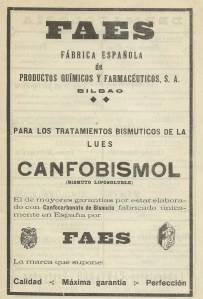 FAES
FÁBRICA ESPAÑOLA
de
PRODUCTOS QUÍMICOS Y FARMACÉUTICOS, S. A.
BILBAO
PARA LOS TRATAMIENTOS BISMUTICOS DE LA
LUES
CANFOBISMOL
(BISMUTO LIPOSOLUBLE)
El de mayores garantías por estar elabora-
do con Canfocarbonato de Bismuto fabricado única-
mente en España por
FAES
La marca que supone:
Calidad -:- Máxima garantía :- Perfección